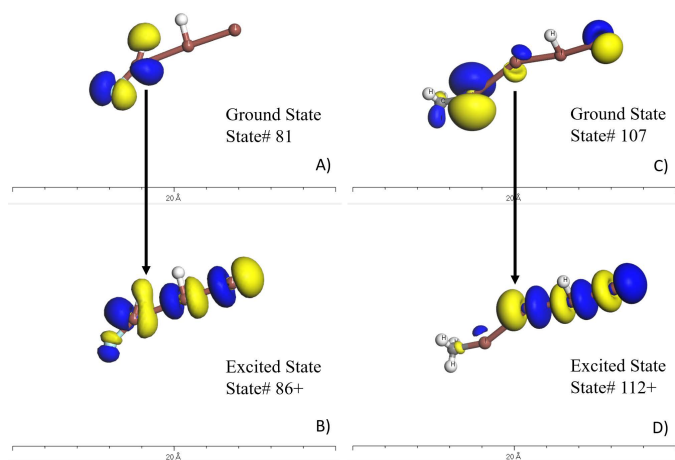 Ground State
State# 81
A)
20 Å
Ground State
State# 107
C)
20 Å
Excited State
State# 86+
B)
20 Å
H
H
H
C
H
H
H
Excited State
State# 112+
D)
20 Å